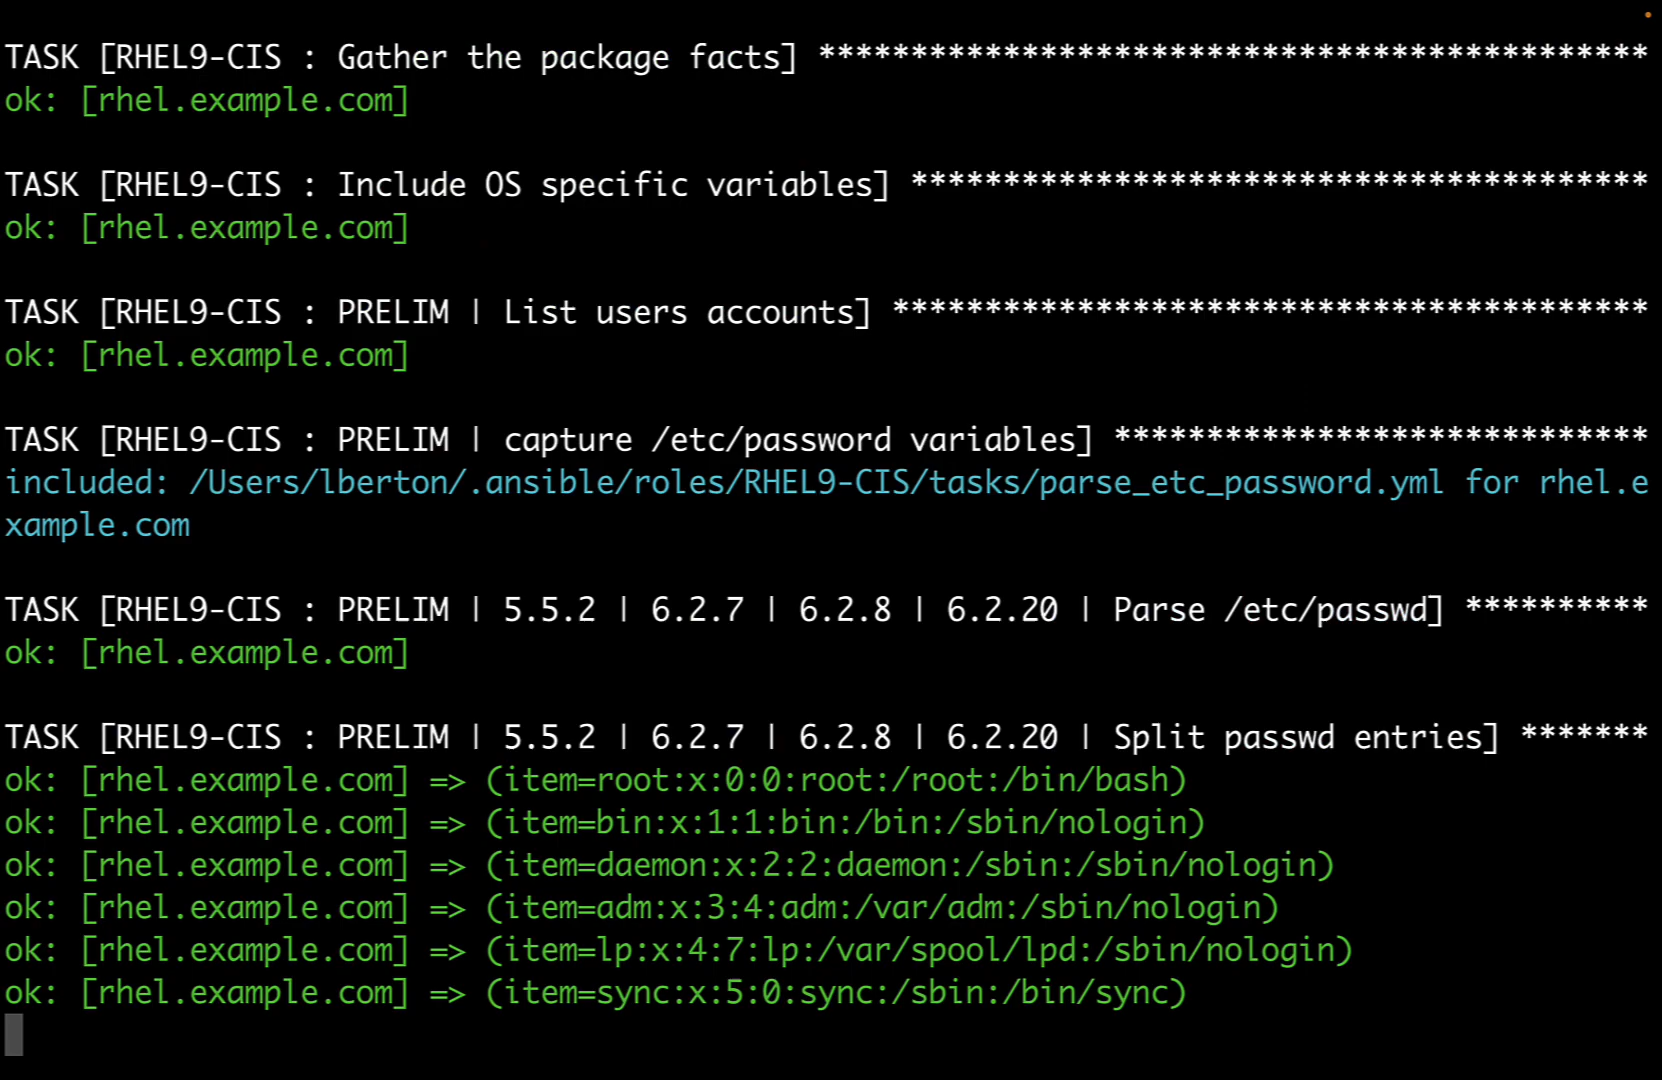 TASK [RHEL9-CIS : Gather the package facts] *********************************************
ok: [rhel.example.com]
TASK [RHEL9-CIS : Include OS specific variables] ****************************************
ok: [rhel.example.com]
TASK [RHEL9-CIS : PRELIM | List users accounts] *****************************************
ok: [rhel.example.com]
TASK [RHEL9-CIS : PRELIM | capture /etc/password variables] *****************************
included: /Users/lberton/.ansible/roles/RHEL9-CIS/tasks/parse_etc_password.yml for rhel.e
xample.com
TASK [RHEL9-CIS : PRELIM | 5.5.2 | 6.2.7 | 6.2.8 | 6.2.20 | Parse /etc/passwd] **********
ok: [rhel.example.com]
TASK [RHEL9-CIS : PRELIM | 5.5.2 | 6.2.7 | 6.2.8 | 6.2.20 | Split passwd entries] *******
ok: [rhel.example.com] => (item=root:x:0:0:root:/root:/bin/bash)
ok: [rhel.example.com] => (item=bin:x:1:1:bin:/bin:/sbin/nologin)
ok: [rhel.example.com] => (item=daemon:x:2:2:daemon:/sbin:/sbin/nologin)
ok: [rhel.example.com] => (item=adm:x:3:4:adm:/var/adm:/sbin/nologin)
ok: [rhel.example.com] => (item=lp:x:4:7:lp:/var/spool/lpd:/sbin/nologin)
ok: [rhel.example.com] => (item=sync:x:5:0:sync:/sbin:/bin/sync)